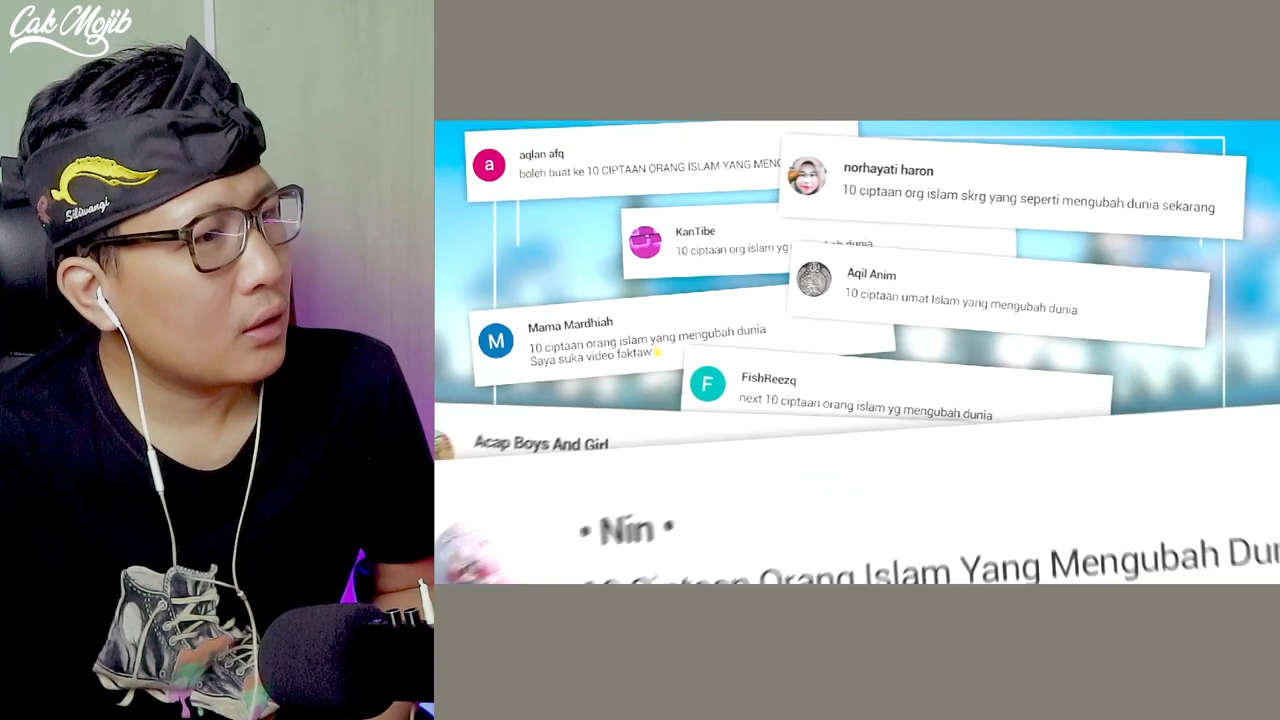 Cak Mojib
Siliwangi
aqlan afq
boleh buat ke 10 CIPTAAN ORANG ISLAM YANG
norhayati haron
10 ciptaan org islam skrg yang seperti mengubah dunia sekarang
KanTibe
10 ciptaan org islam yg
dunia
Aqil Anim
10 ciptaan umat Islam yang mengubah dunia
Mama Mardhiah
10 ciptaan orang islam yang mengubah dunia
Saya suka video faktaw
FishReezq
next 10 ciptaan orang islam yg mengubah dunia
Acap Boys And Girl
• Nin •
10 Ciptaan Orang Islam Yang Mengubah